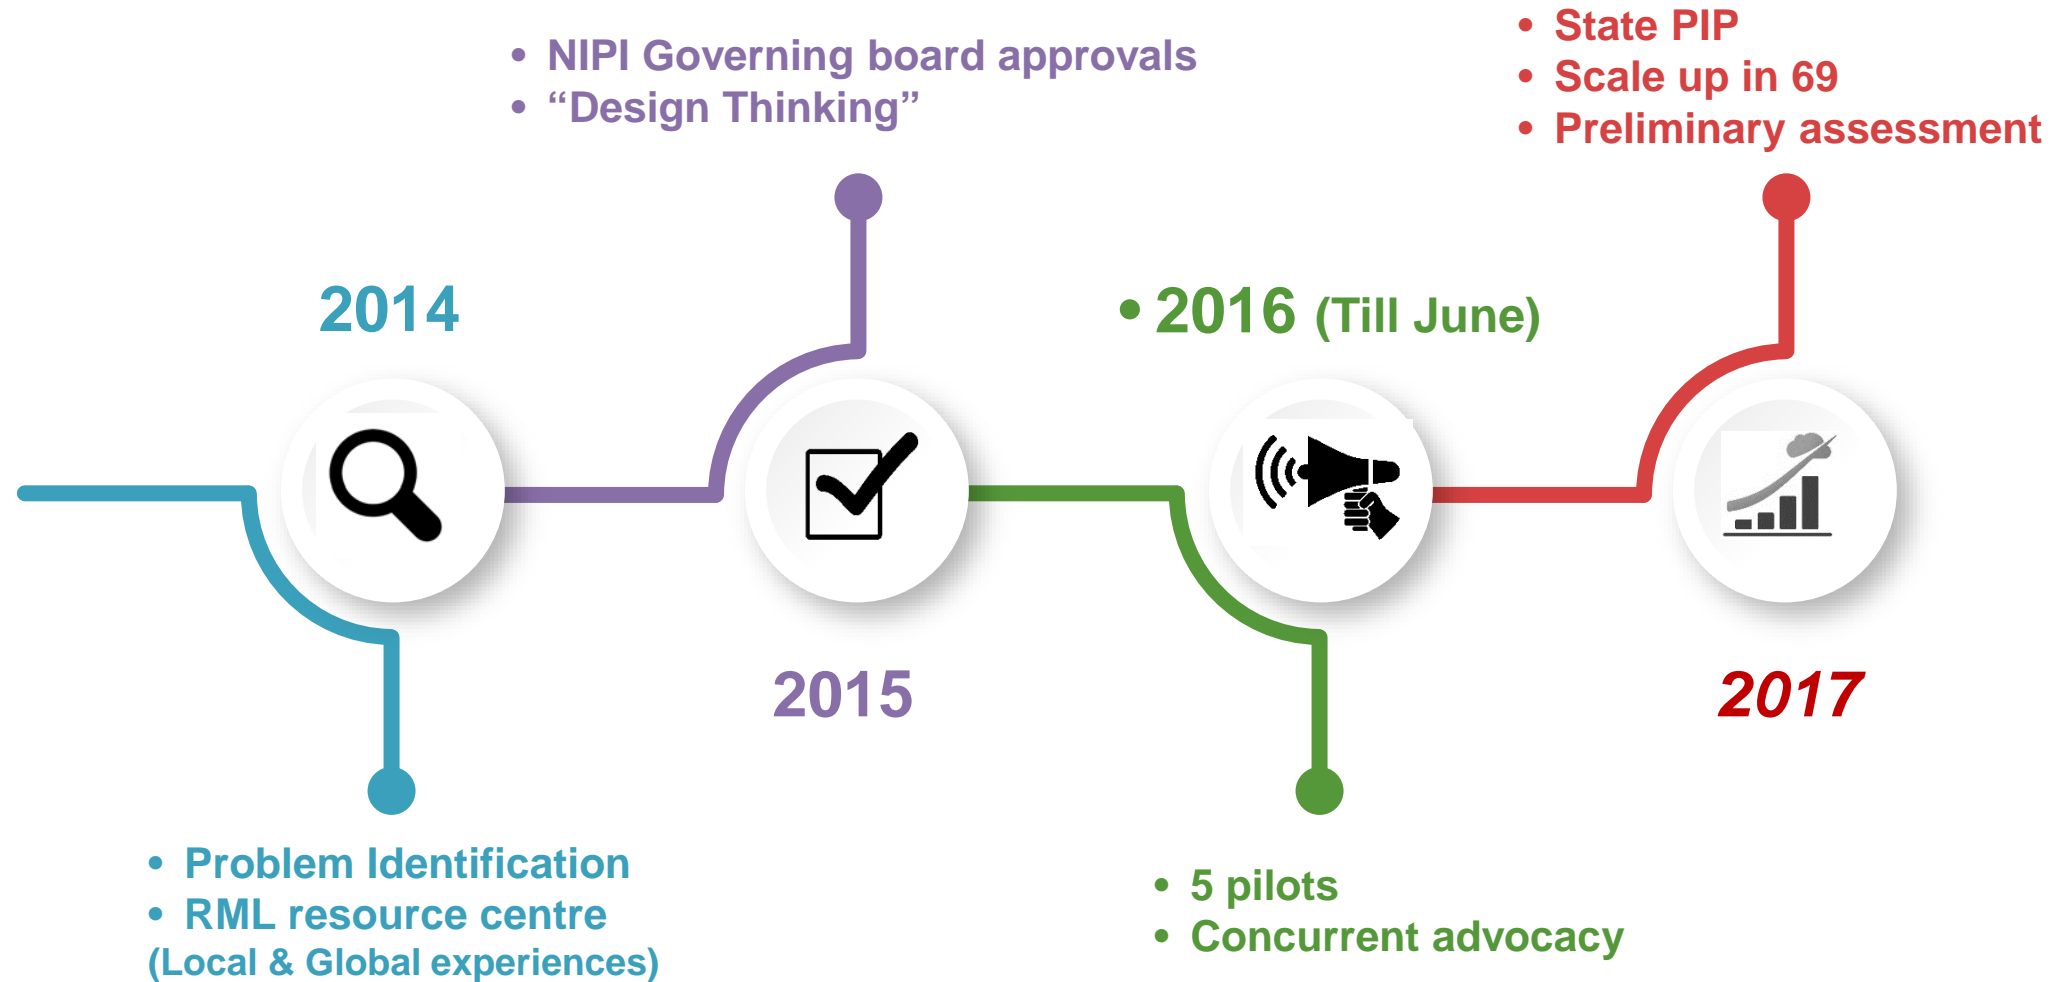 2014
• Problem Identification
• RML resource centre
(Local & Global experiences)
• NIPI Governing board approvals
• “Design Thinking”
2015
• 2016 (Till June)
• 5 pilots
• Concurrent advocacy
• State PIP
• Scale up in 69
• Preliminary assessment
2017